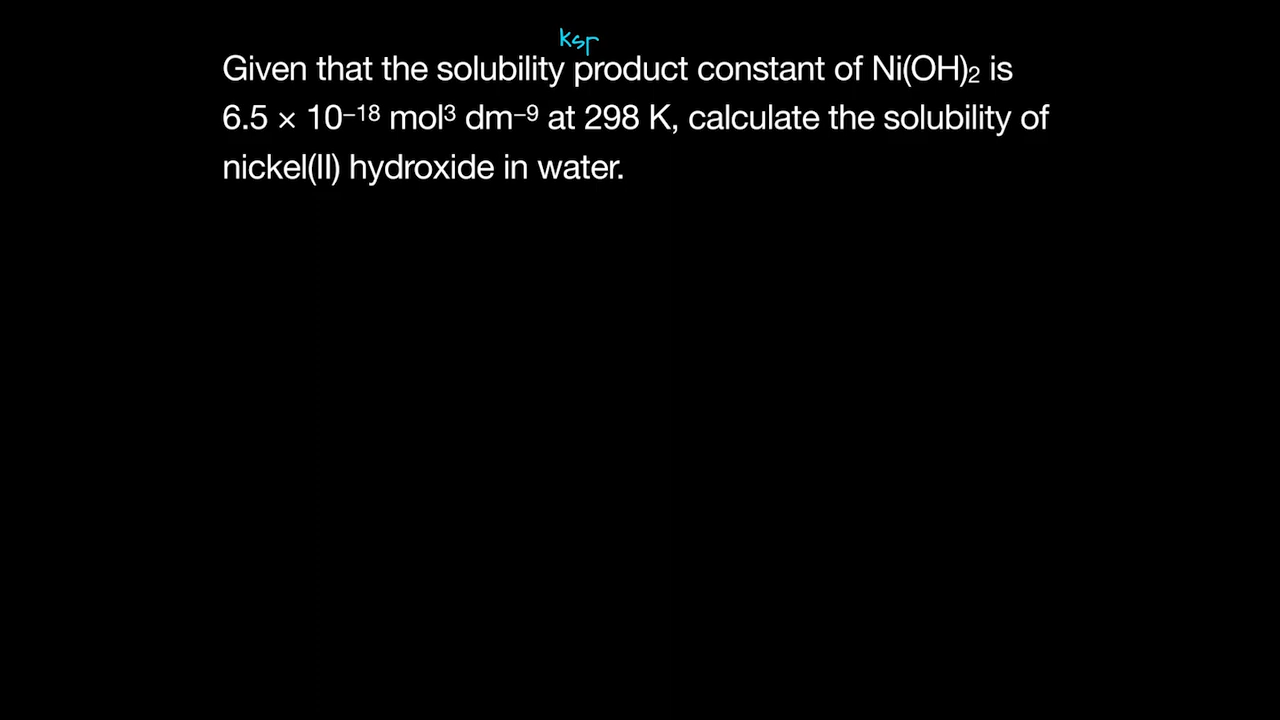 ksp
Given that the solubility product constant of Ni(OH)₂ is
6.5 × 10⁻¹⁸ mol³ dm⁻⁹ at 298 K, calculate the solubility of
nickel(II) hydroxide in water.